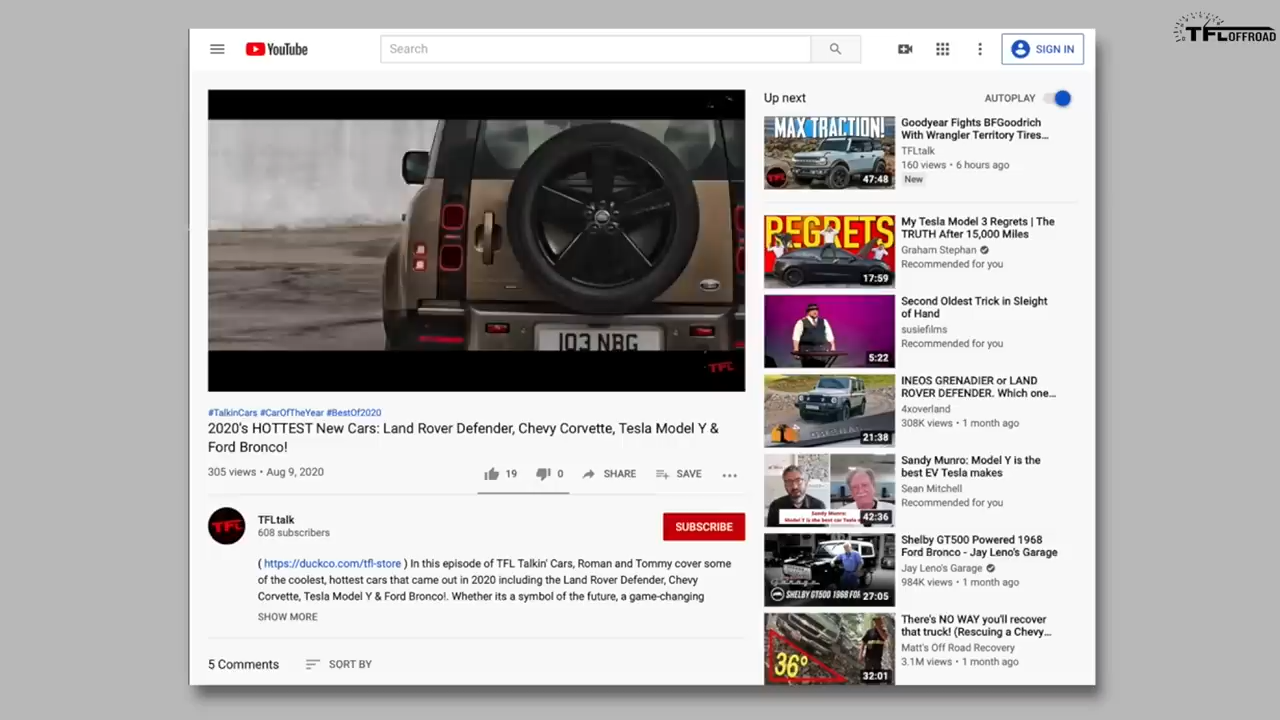 TFLOFFROAD
YouTube
Search
SIGN IN
103 NBG
TFL
#TalkinCars #CarOfTheYear #BestOf2020
2020's HOTTEST New Cars: Land Rover Defender, Chevy Corvette, Tesla Model Y &
Ford Bronco!
305 views • Aug 9, 2020
19
0
SHARE
SAVE
TFL
TFLtalk
608 subscribers
SUBSCRIBE
( https://duckco.com/tfl-store ) In this episode of TFL Talkin' Cars, Roman and Tommy cover some
of the coolest, hottest cars that came out in 2020 including the Land Rover Defender, Chevy
Corvette, Tesla Model Y & Ford Bronco!. Whether its a symbol of the future, a game-changing
SHOW MORE
5 Comments
SORT BY
Up next
AUTOPLAY
MAX TRACTION!
TFL
47:48
Goodyear Fights BFGoodrich
With Wrangler Territory Tires...
TFLtalk
160 views • 6 hours ago
New
REGRETS
17:59
My Tesla Model 3 Regrets | The
TRUTH After 15,000 Miles
Graham Stephan
Recommended for you
5:22
Second Oldest Trick in Sleight
of Hand
susiefilms
Recommended for you
21:38
INEOS GRENADIER or LAND
ROVER DEFENDER. Which one...
4xoverland
308K views • 1 month ago
Sandy Munro:
Model Y is the best car Tesla
42:36
Sandy Munro: Model Y is the
best EV Tesla makes
Sean Mitchell
Recommended for you
SHELBY GT500 1968 FOR
27:05
Shelby GT500 Powered 1968
Ford Bronco - Jay Leno's Garage
Jay Leno's Garage
984K views • 1 month ago
36°
32:01
There's NO WAY you'll recover
that truck! (Rescuing a Chevy...
Matt's Off Road Recovery
3.1M views • 1 month ago